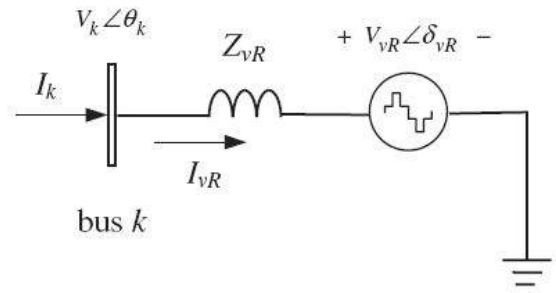 V_k∠θ_k
Z_vR
+ V_vR∠δ_vR −
I_k
I_vR
bus k